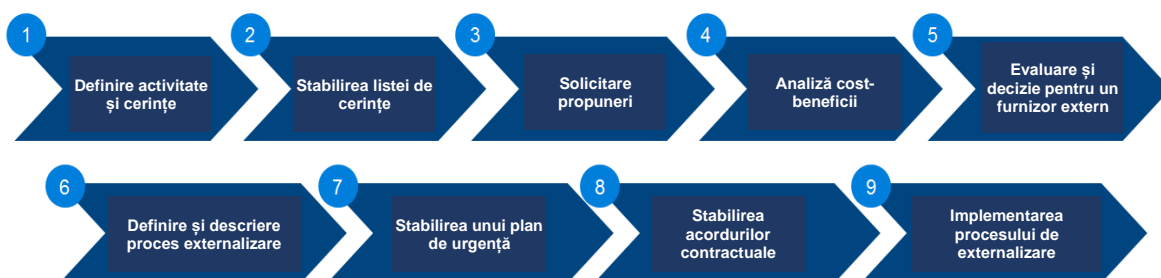 1
Definire activitate
și cerințe
2
Stabilirea listei de
cerințe
3
Solicitare
propuneri
4
Analiză cost-
beneficii
5
Evaluare și
decizie pentru un
furnizor extern
6
Definire și descriere
proces externalizare
7
Stabilirea unui plan
de urgență
8
Stabilirea
acordurilor
contractuale
9
Implementarea
procesului de
externalizare